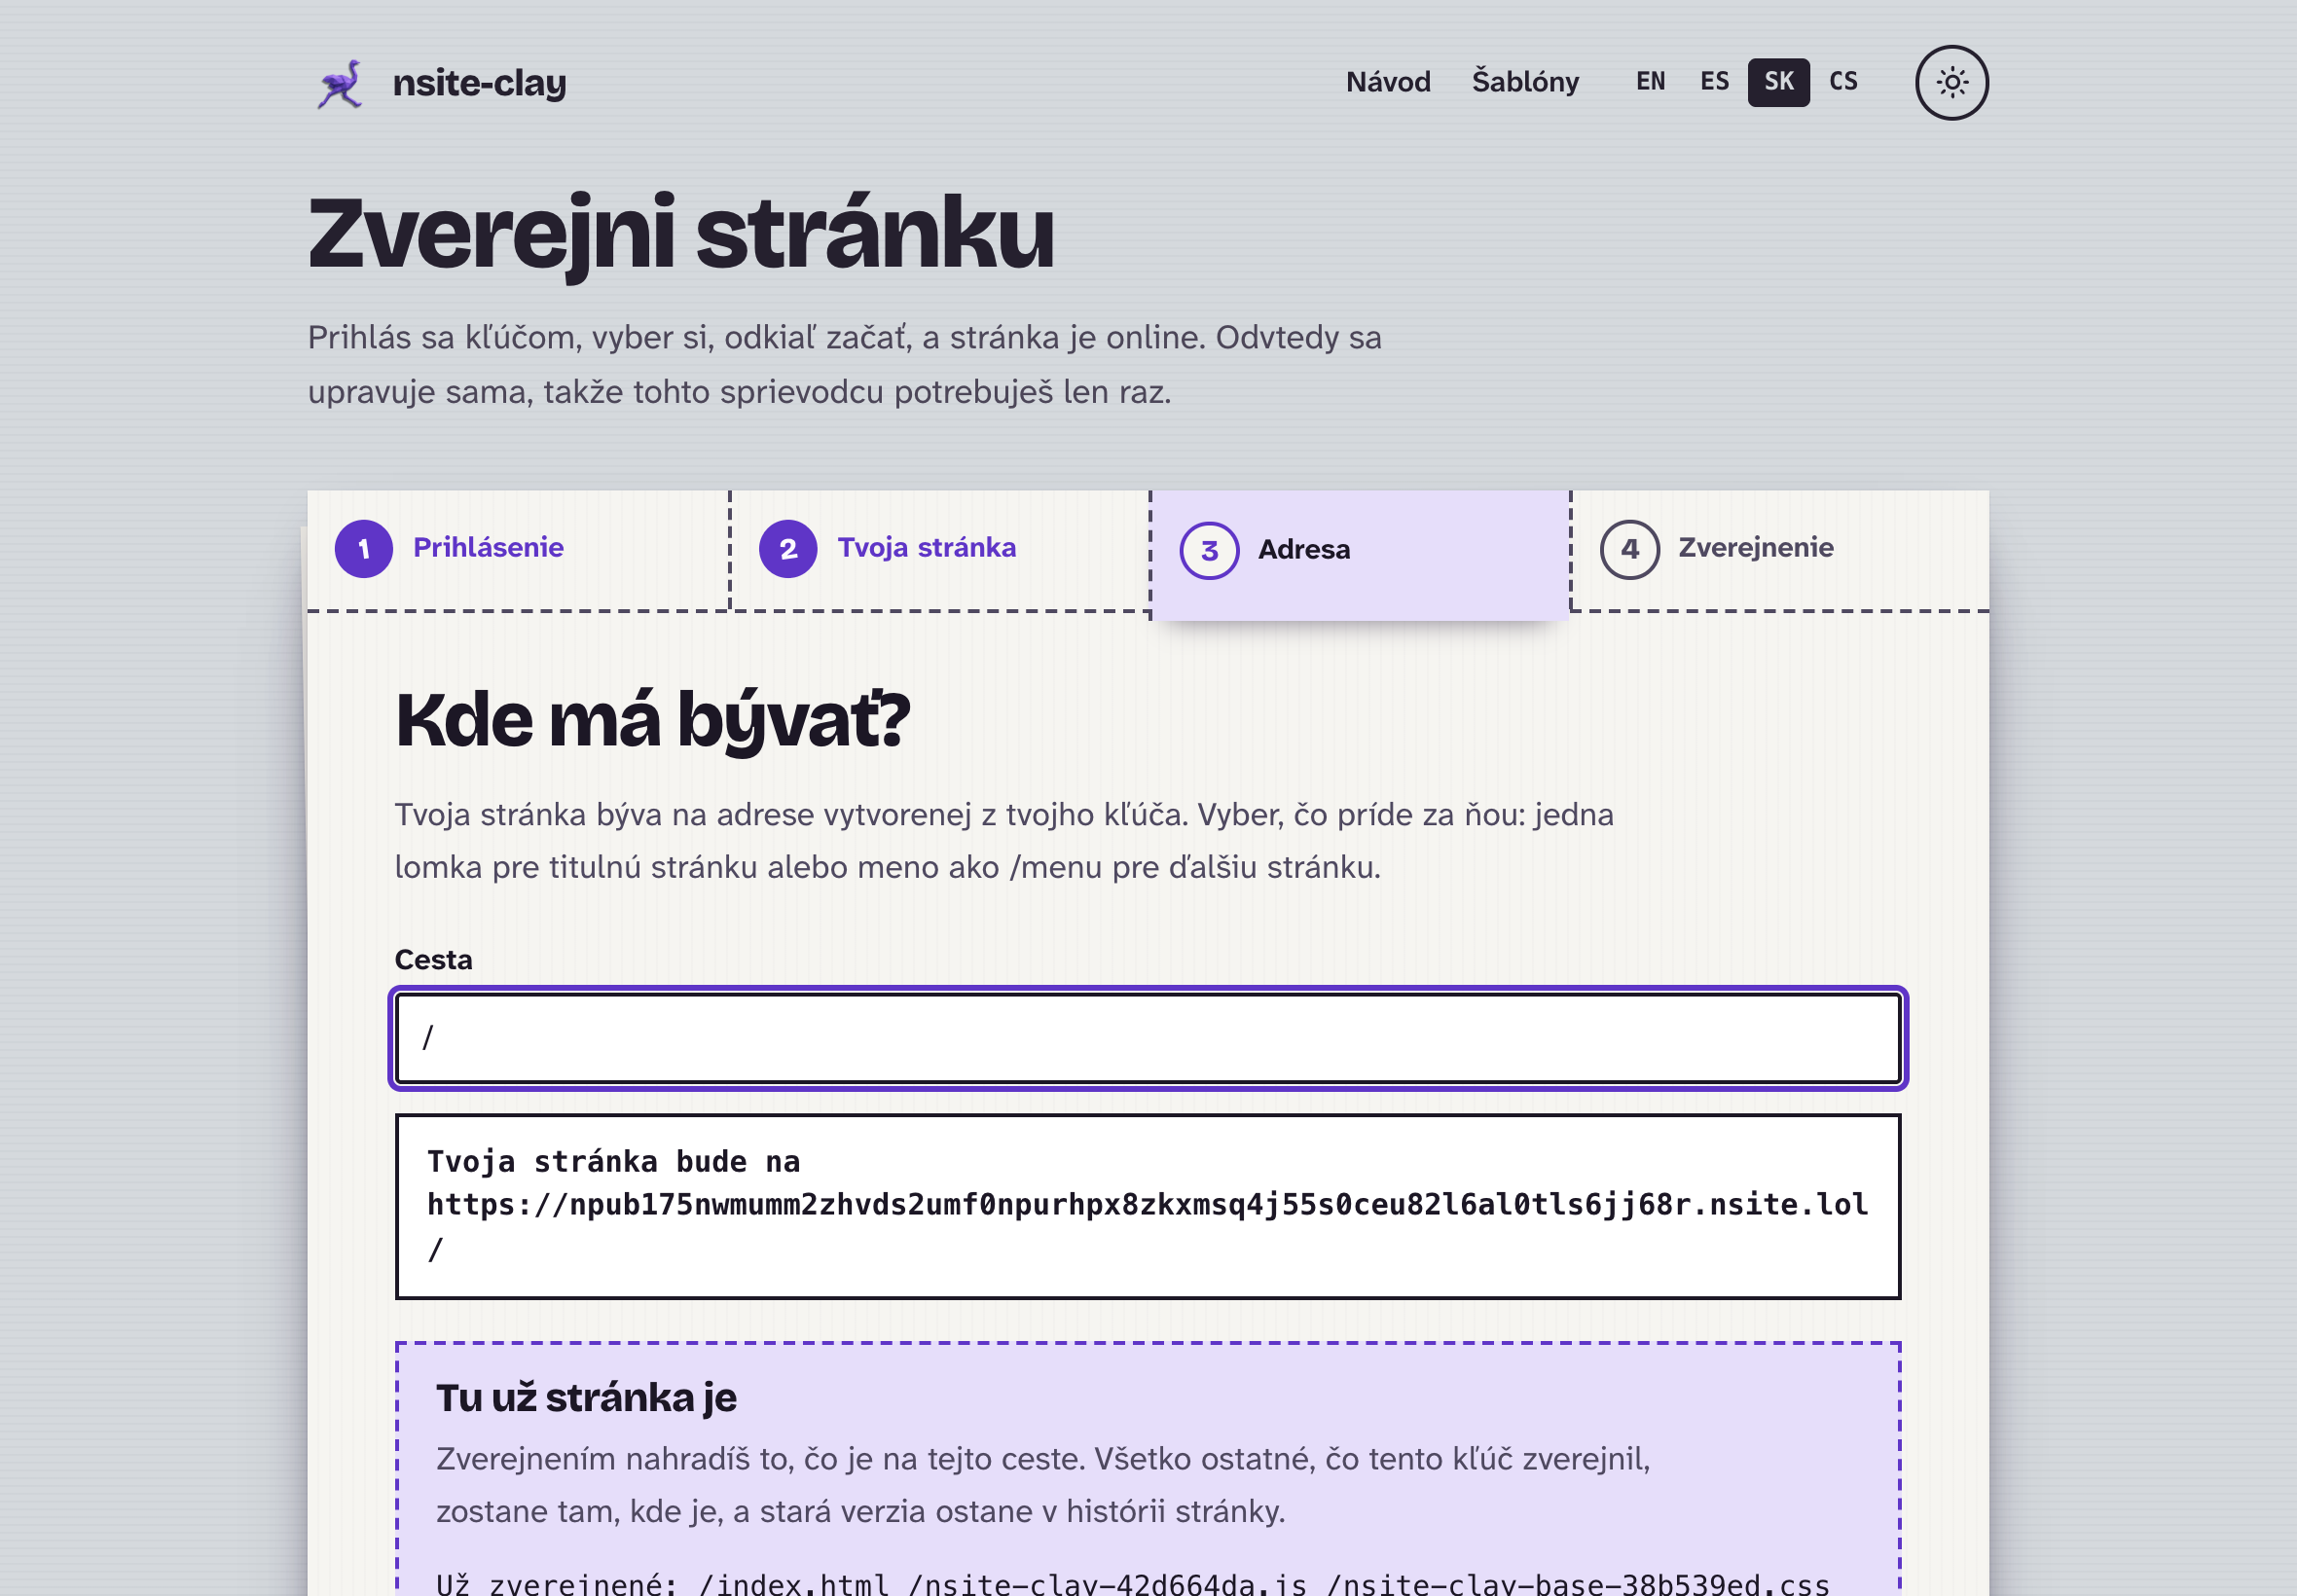 nsite-clay
Návod Šablóny EN ES SK CS
Zverejni stránku
Prihlás sa kľúčom, vyber si, odkiaľ začať, a stránka je online. Odvtedy sa
upravuje sama, takže tohto sprievodcu potrebuješ len raz.
1 Prihlásenie
2 Tvoja stránka
3 Adresa
4 Zverejnenie
Kde má bývať?
Tvoja stránka býva na adrese vytvorenej z tvojho kľúča. Vyber, čo príde za ňou: jedna
lomka pre titulnú stránku alebo meno ako /menu pre ďalšiu stránku.
Cesta
/
Tvoja stránka bude na
https://npub175nwmumm2zhvds2umf0npurhpx8zkxmsq4j55s0ceu82l6al0tls6jj68r.nsite.lol
/
Tu už stránka je
Zverejnením nahradíš to, čo je na tejto ceste. Všetko ostatné, čo tento kľúč zverejnil,
zostane tam, kde je, a stará verzia ostane v histórii stránky.
Už zverejnené: /index.html /nsite-clay-42d664da.js /nsite-clay-base-38b539ed.css